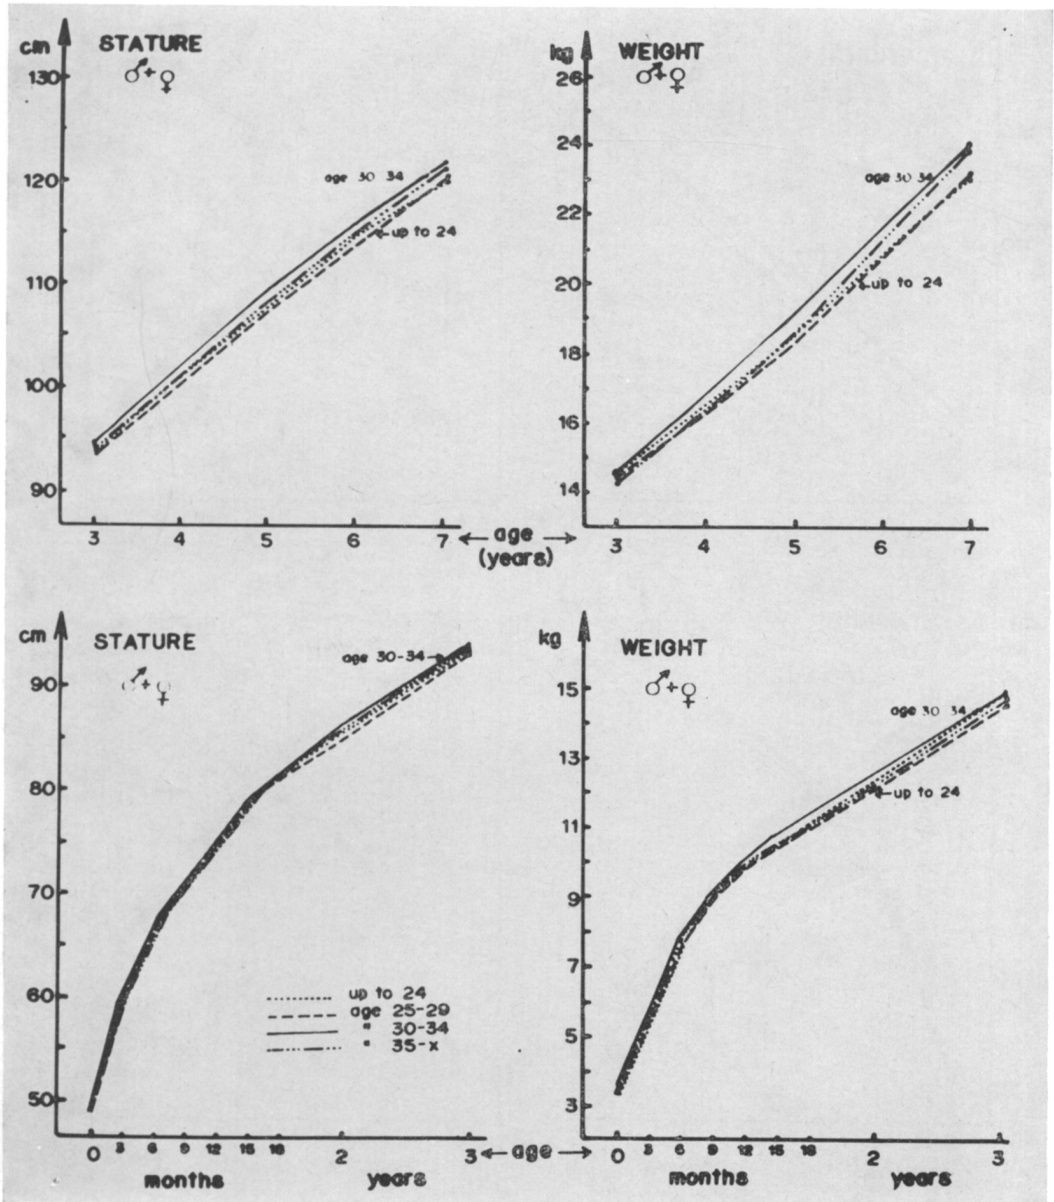 cm STATURE
♂+♀
130
120
110
100
90
age 30 34
up to 24
3 4 5 6 7
kg WEIGHT
♂+♀
26
24
22
20
18
16
14
age 30 34
up to 24
3 4 5 6 7
← age →
(years)
cm STATURE
♂+♀
90
80
70
60
50
age 30-34
up to 24
age 25-29
" 30-34
" 35-x
0 3 6 9 12 15 18 2 3
months years
kg WEIGHT
♂+♀
15
13
11
9
7
5
3
age 30 34
up to 24
0 3 6 9 12 15 18 2 3
months years
← age →